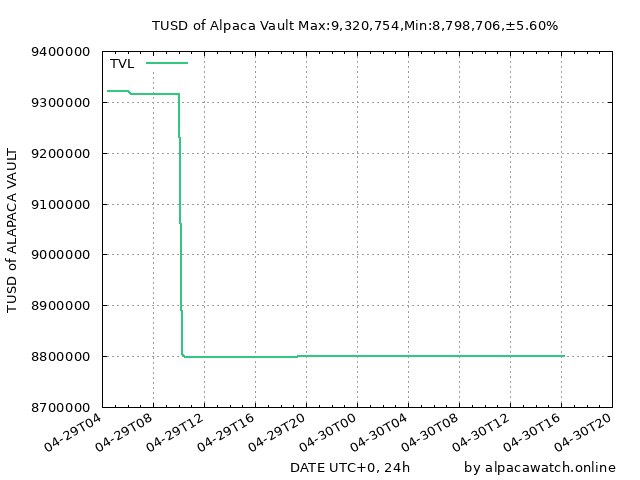 TUSD of Alpaca Vault Max:9,320,754,Min:8,798,706,±5.60%
9400000
TVL
9300000
9200000
9100000
9000000
8900000
8800000
8700000
TUSD of ALAPACA VAULT
04-29T04
04-29T08
04-29T12
04-29T16
04-29T20
04-30T00
04-30T04
04-30T08
04-30T12
04-30T16
04-30T20
DATE UTC+0, 24h
by alpacawatch.online